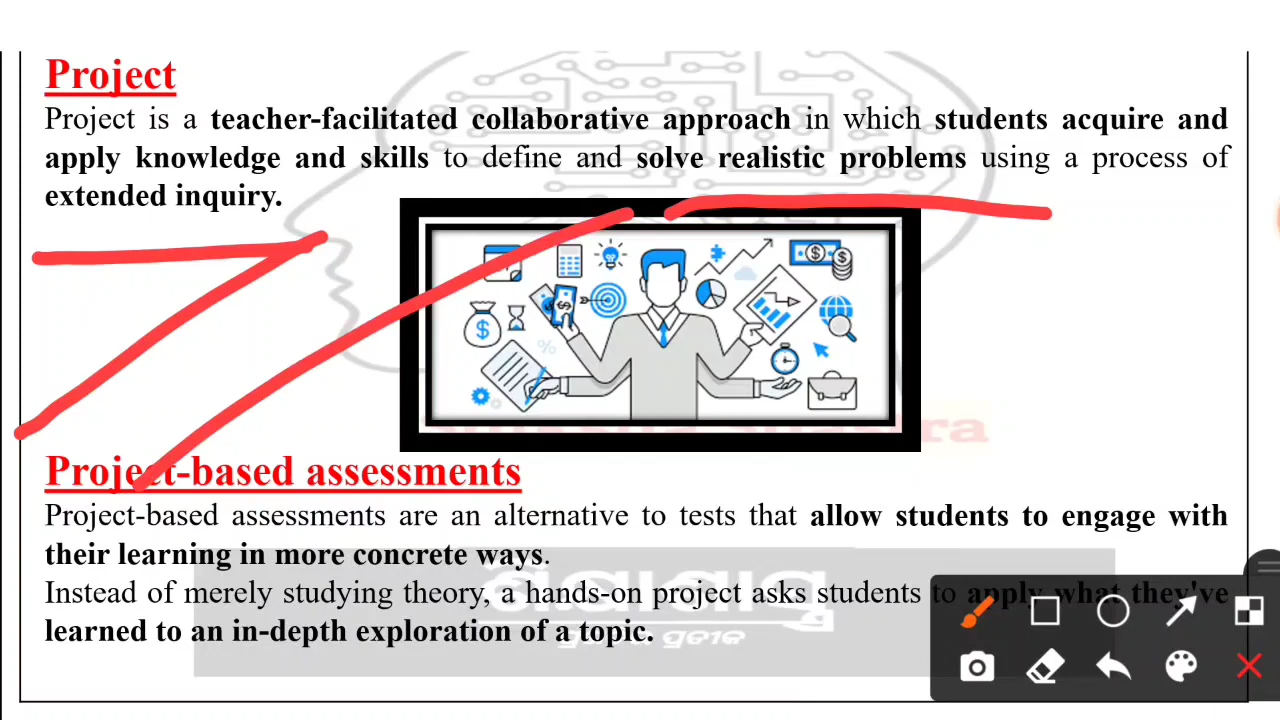 Project
Project is a teacher-facilitated collaborative approach in which students acquire and
apply knowledge and skills to define and solve realistic problems using a process of
extended inquiry.
Project-based assessments
Project-based assessments are an alternative to tests that allow students to engage with
their learning in more concrete ways.
Instead of merely studying theory, a hands-on project asks students to apply what they've
learned to an in-depth exploration of a topic.